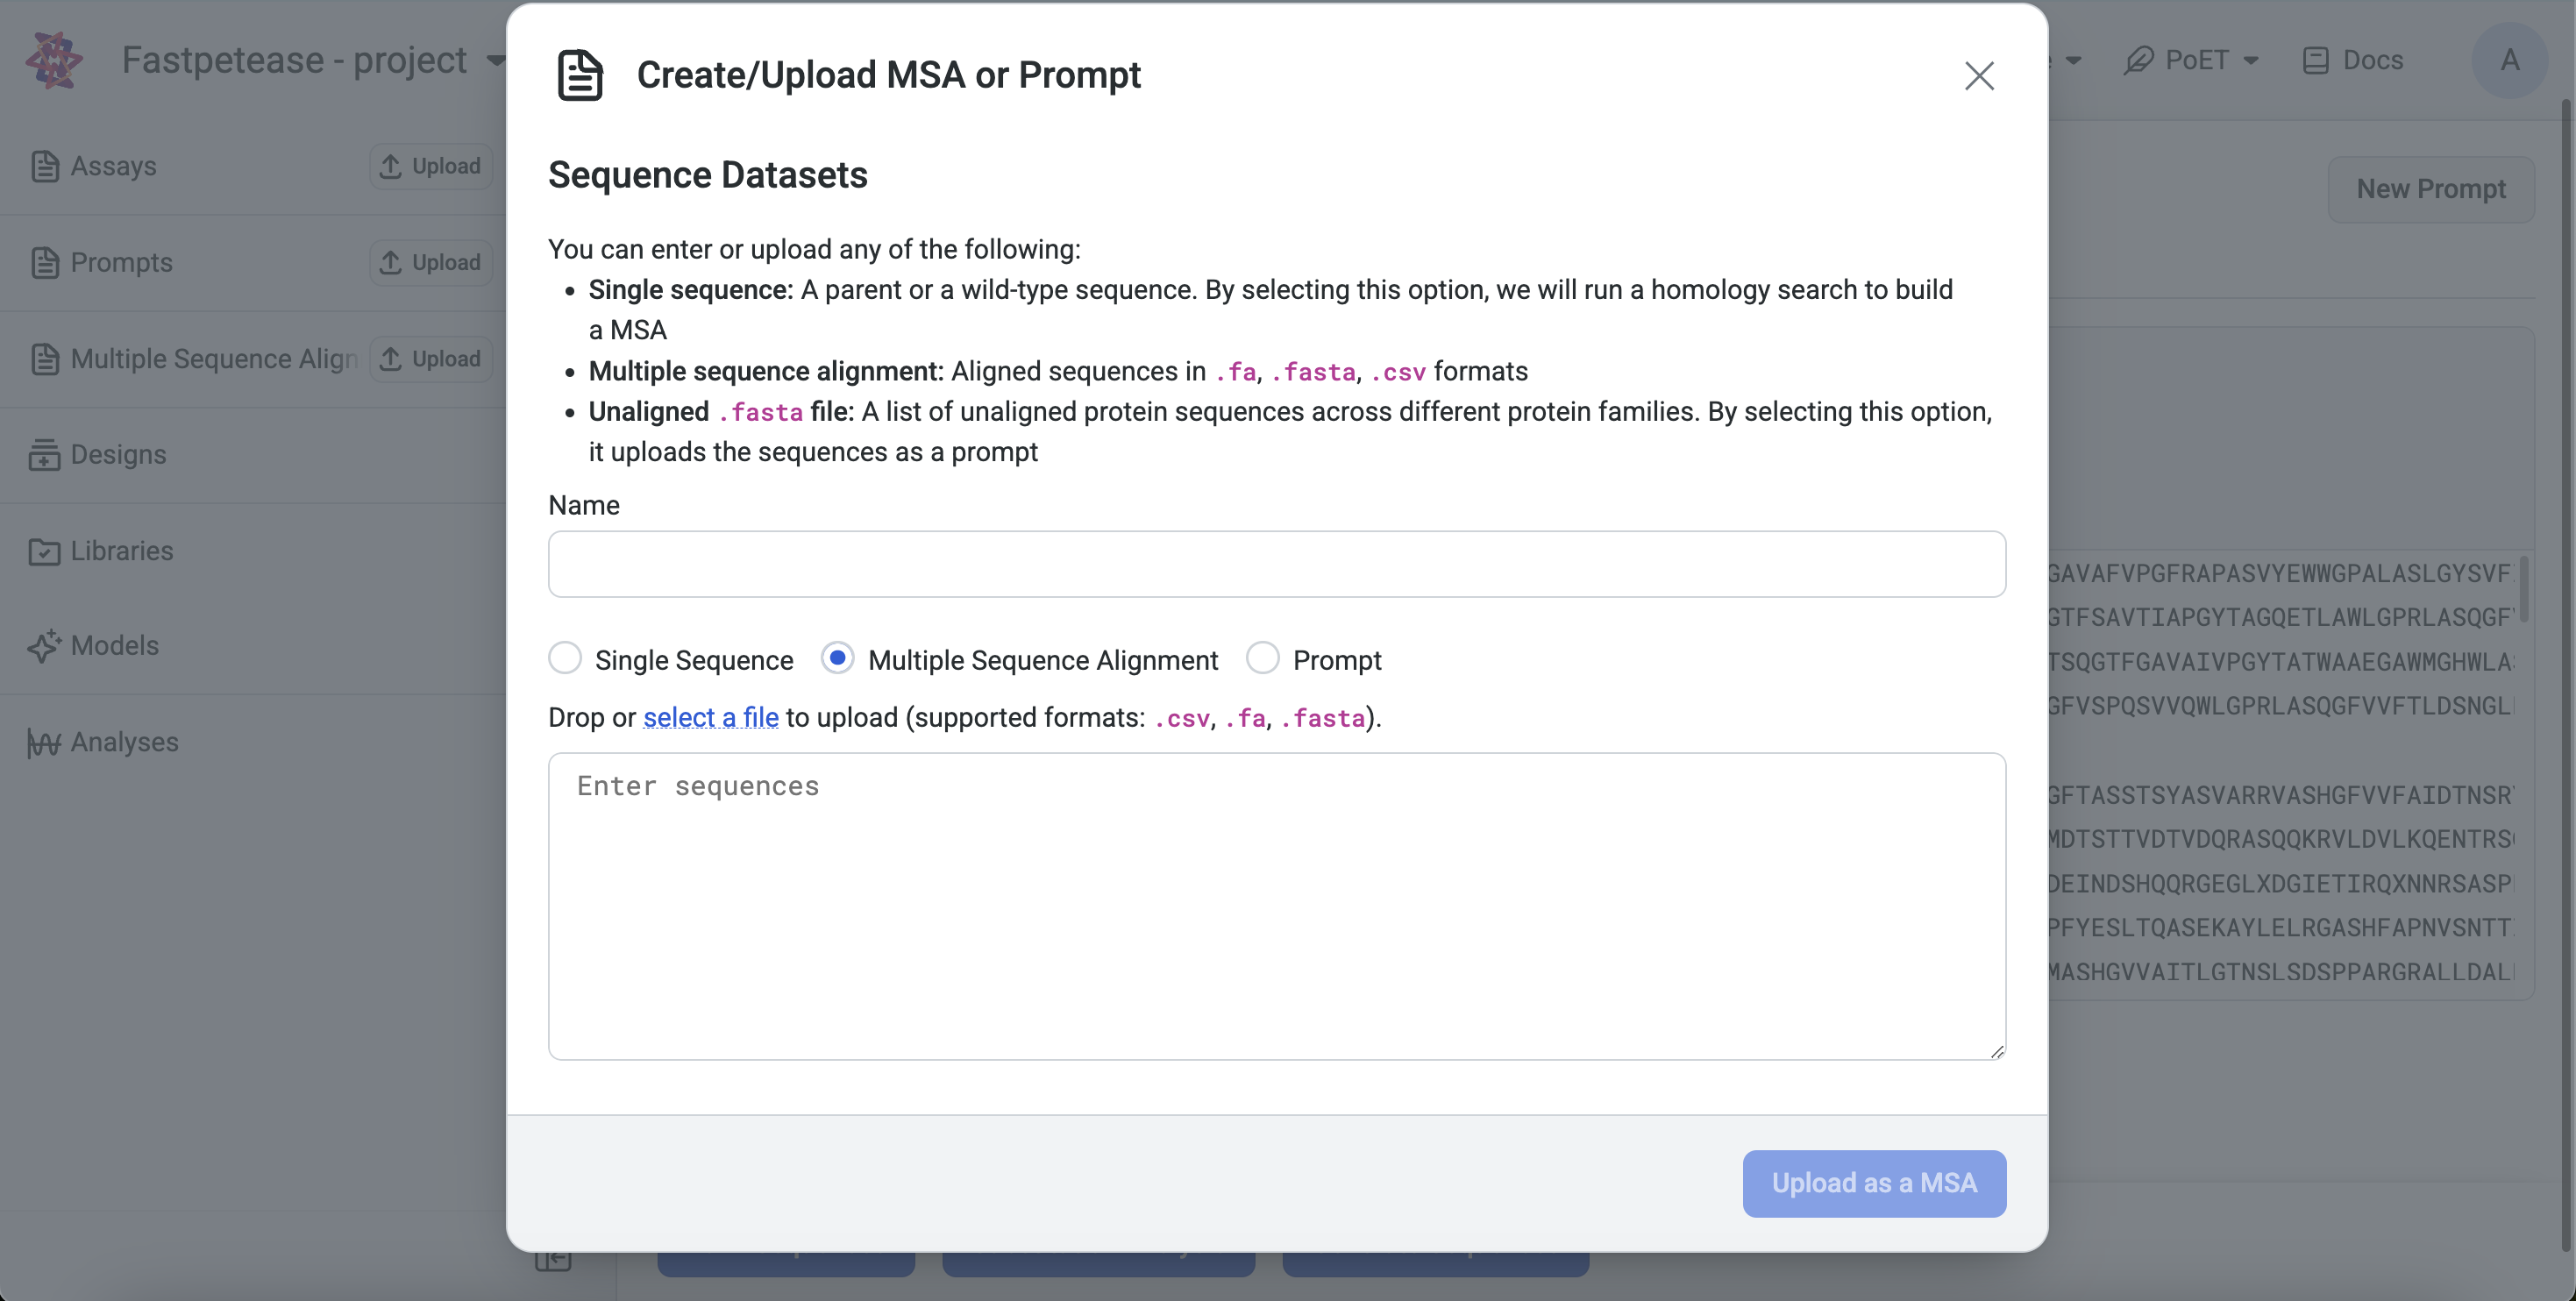 Fastpetease - project
PoET
Docs
A
Assays
Upload
Prompts
Upload
Multiple Sequence Align
Upload
Designs
Libraries
Models
Analyses
Create/Upload MSA or Prompt
Sequence Datasets
You can enter or upload any of the following:
• Single sequence: A parent or a wild-type sequence. By selecting this option, we will run a homology search to build
a MSA
• Multiple sequence alignment: Aligned sequences in .fa, .fasta, .csv formats
• Unaligned .fasta file: A list of unaligned protein sequences across different protein families. By selecting this option,
it uploads the sequences as a prompt
Name
Single Sequence
Multiple Sequence Alignment
Prompt
Drop or select a file to upload (supported formats: .csv, .fa, .fasta).
Enter sequences
Upload as a MSA
New Prompt
GAVAFVPGFRAPASVYEWWGPALASLGYSVF
GTFSAVTIAPGYTAGQETLAWLGPRLASQGF
TSQGTFGAVAIVPGYTATWAAEGAWMGHWLA
GFVSPQSVVQWLGPRLASQGFVVFTLDSNGL
GFTASSTSYASVARRVASHGFVVFAIDTNSR
MDTSTTVDTVDQRASQQKRVLDVLKQENTRS
DEINDSHQQRGEGLXDGIETIRQXNNRSASP
PFYESLTQASEKAYLELRGASHFAPNVSNTT
MASHGVVAITLGTNSLSDSPPARGRALLDAL